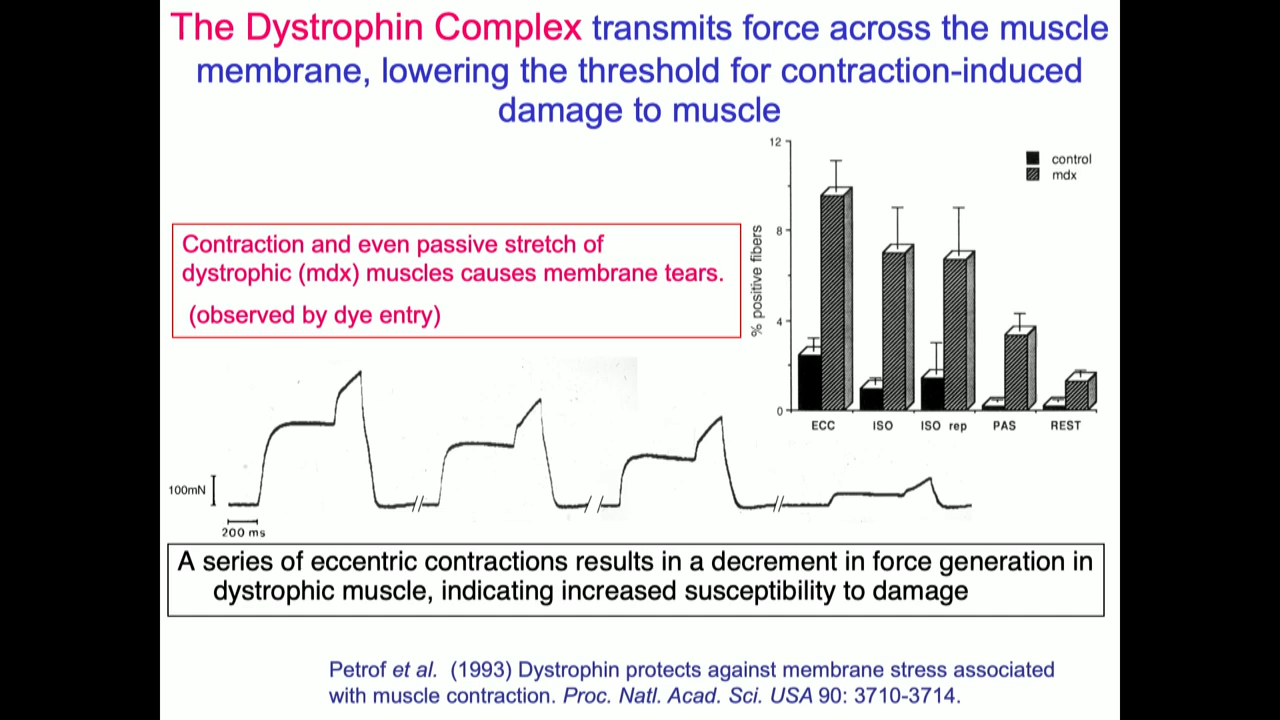 The Dystrophin Complex transmits force across the muscle
membrane, lowering the threshold for contraction-induced
damage to muscle
Contraction and even passive stretch of
dystrophic (mdx) muscles causes membrane tears.
(observed by dye entry)
12
8
4
0
% positive fibers
control
mdx
ECC ISO ISO rep PAS REST
100mN
200 ms
A series of eccentric contractions results in a decrement in force generation in
dystrophic muscle, indicating increased susceptibility to damage
Petrof et al. (1993) Dystrophin protects against membrane stress associated
with muscle contraction. Proc. Natl. Acad. Sci. USA 90: 3710-3714.